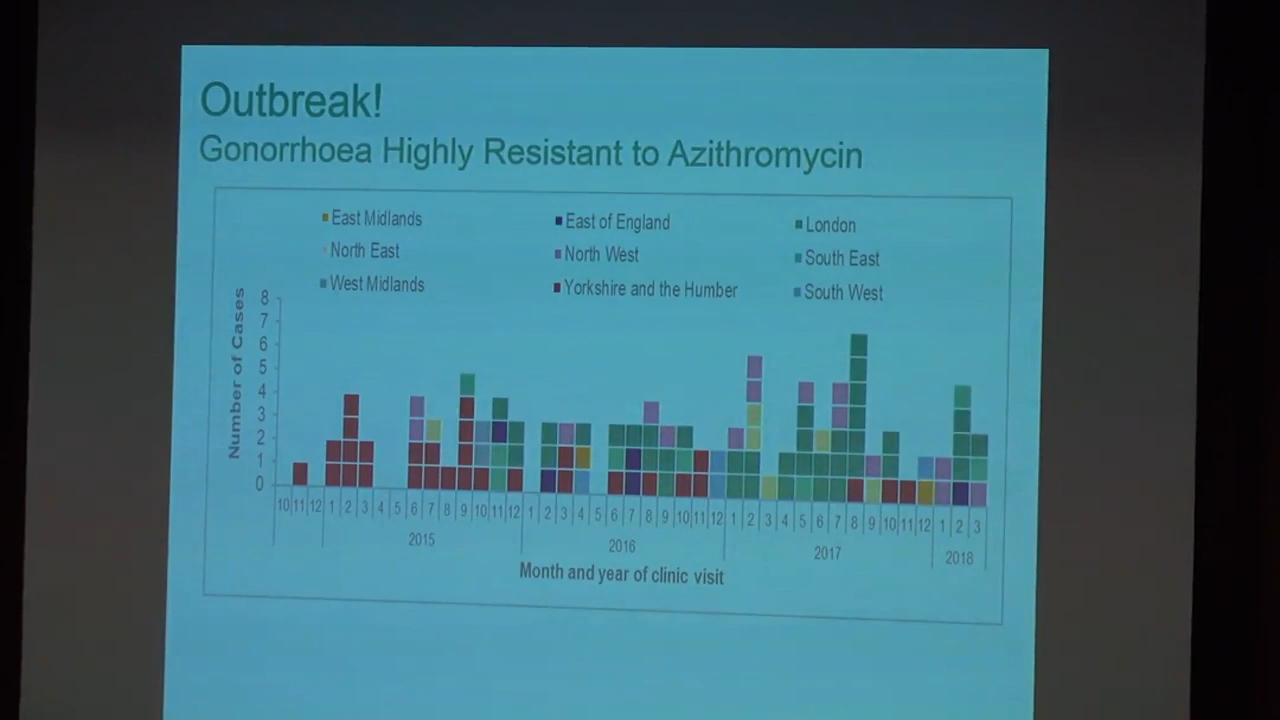 Outbreak!
Gonorrhoea Highly Resistant to Azithromycin
East Midlands East of England London
North East North West South East
West Midlands Yorkshire and the Humber South West
Number of Cases
8
7
6
5
4
3
2
1
0
10 11 12 1 2 3 4 5 6 7 8 9 10 11 12 1 2 3 4 5 6 7 8 9 10 11 12 1 2 3 4 5 6 7 8 9 10 11 12 1 2 3
2015 2016 2017 2018
Month and year of clinic visit